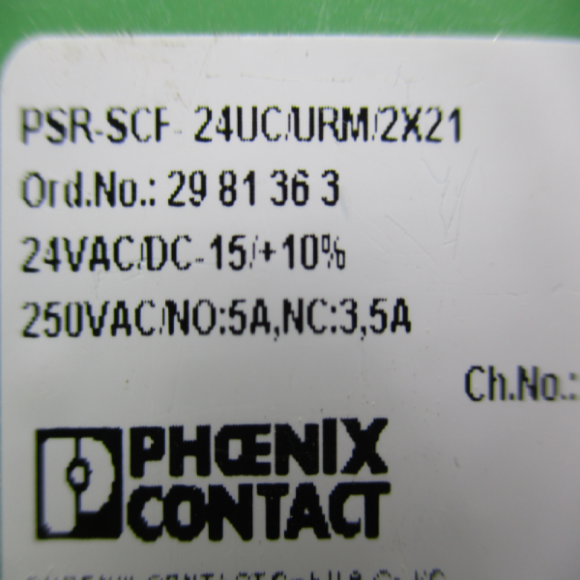 PSR-SCF- 24UC/URM/2X21
Ord.No.: 29 81 36 3
24VAC/DC-15/+10%
250VAC/NO:5A,NC:3,5A
Ch.No.:
PHŒNIX
CONTACT